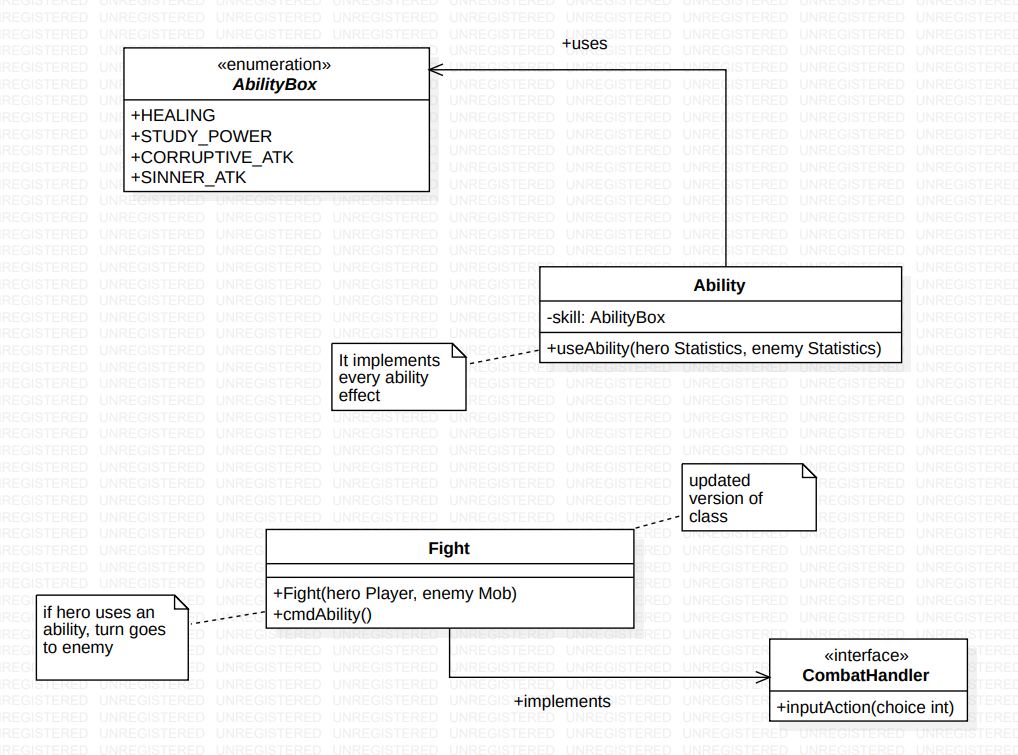 +uses
«enumeration»
AbilityBox
+HEALING
+STUDY_POWER
+CORRUPTIVE_ATK
+SINNER_ATK
Ability
-skill: AbilityBox
+useAbility(hero Statistics, enemy Statistics)
It implements
every ability
effect
updated
version of
class
Fight
+Fight(hero Player, enemy Mob)
+cmdAbility()
if hero uses an
ability, turn goes
to enemy
«interface»
CombatHandler
+inputAction(choice int)
+implements
UNREGISTERED